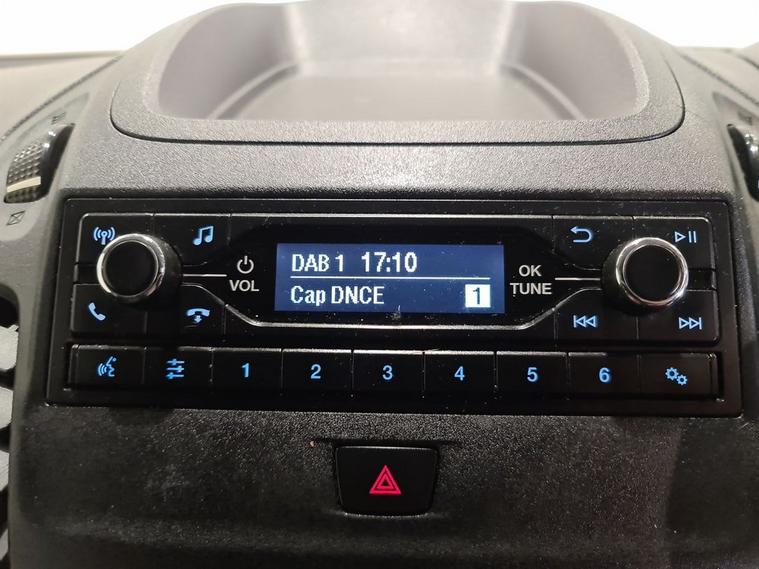 DAB 1 17:10
Cap DNCE 1
VOL
OK
TUNE
1 2 3 4 5 6